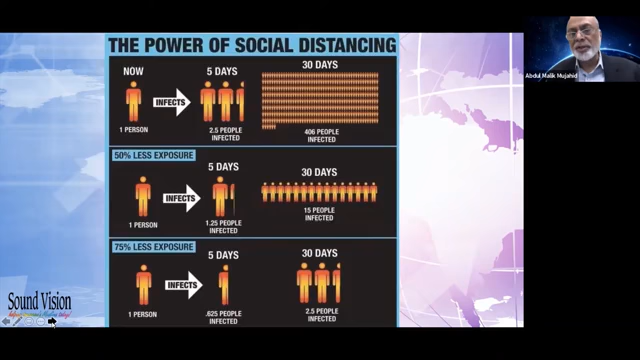 THE POWER OF SOCIAL DISTANCING
NOW
5 DAYS
30 DAYS
INFECTS
1 PERSON
2.5 PEOPLE
INFECTED
406 PEOPLE
INFECTED
50% LESS EXPOSURE
5 DAYS
30 DAYS
INFECTS
1 PERSON
1.25 PEOPLE
INFECTED
15 PEOPLE
INFECTED
75% LESS EXPOSURE
5 DAYS
30 DAYS
INFECTS
1 PERSON
.625 PEOPLE
INFECTED
2.5 PEOPLE
INFECTED
Sound Vision
Abdul Malik Mujahid